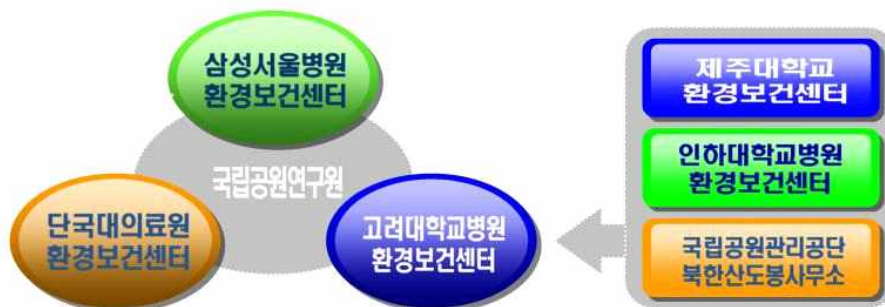 삼성서울병원
환경보건센터
국립공원연구원
단국대의료원
환경보건센터
고려대학교병원
환경보건센터
제주대학교
환경보건센터
인하대학교병원
환경보건센터
국립공원관리공단
북한산도봉사무소